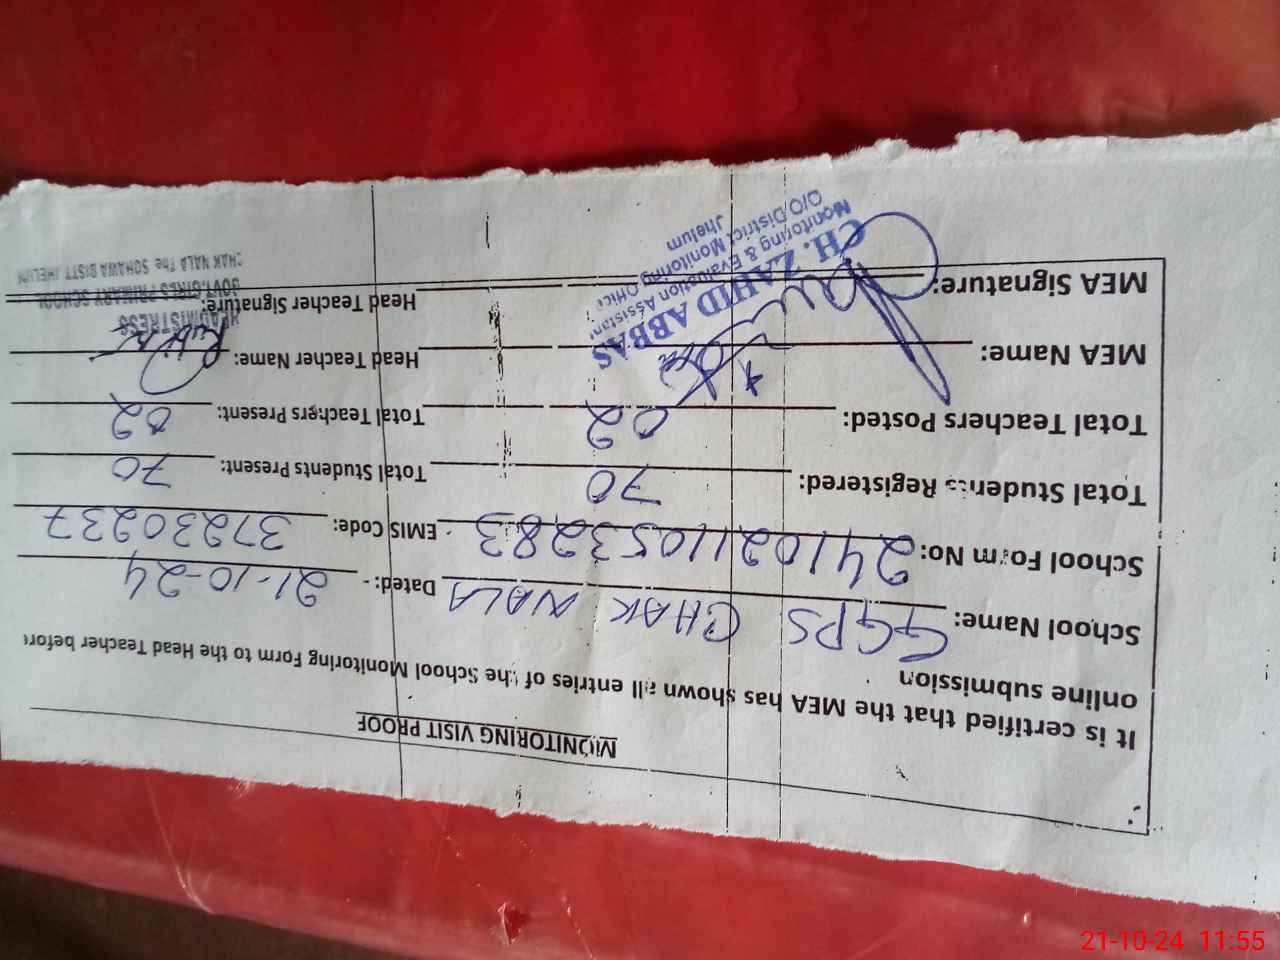 MONITORING VISIT PROOF
It is certified that the MEA has shown all entries of the School Monitoring Form to the Head Teacher before
online submission
School Name: GGPS CHAK NALA Dated: - 21-10-24
School Form No: 2410211053283 EMIS Code: 37230237
Total Students Registered: 70 Total Students Present: 70
Total Teachers Posted: 02 Total Teachers Present: 02
MEA Name: Head Teacher Name:
MEA Signature: Head Teacher Signature:
CH. ZAHID ABBAS
Monitoring & Evaluation Assistant
O/O District Monitoring Office
Jhelum
HEADMISTRESS
GOVT. GIRLS PRIMARY SCHOOL
CHAK NALA The SOHAWA DISTT JHELUM
21-10-24 11:55